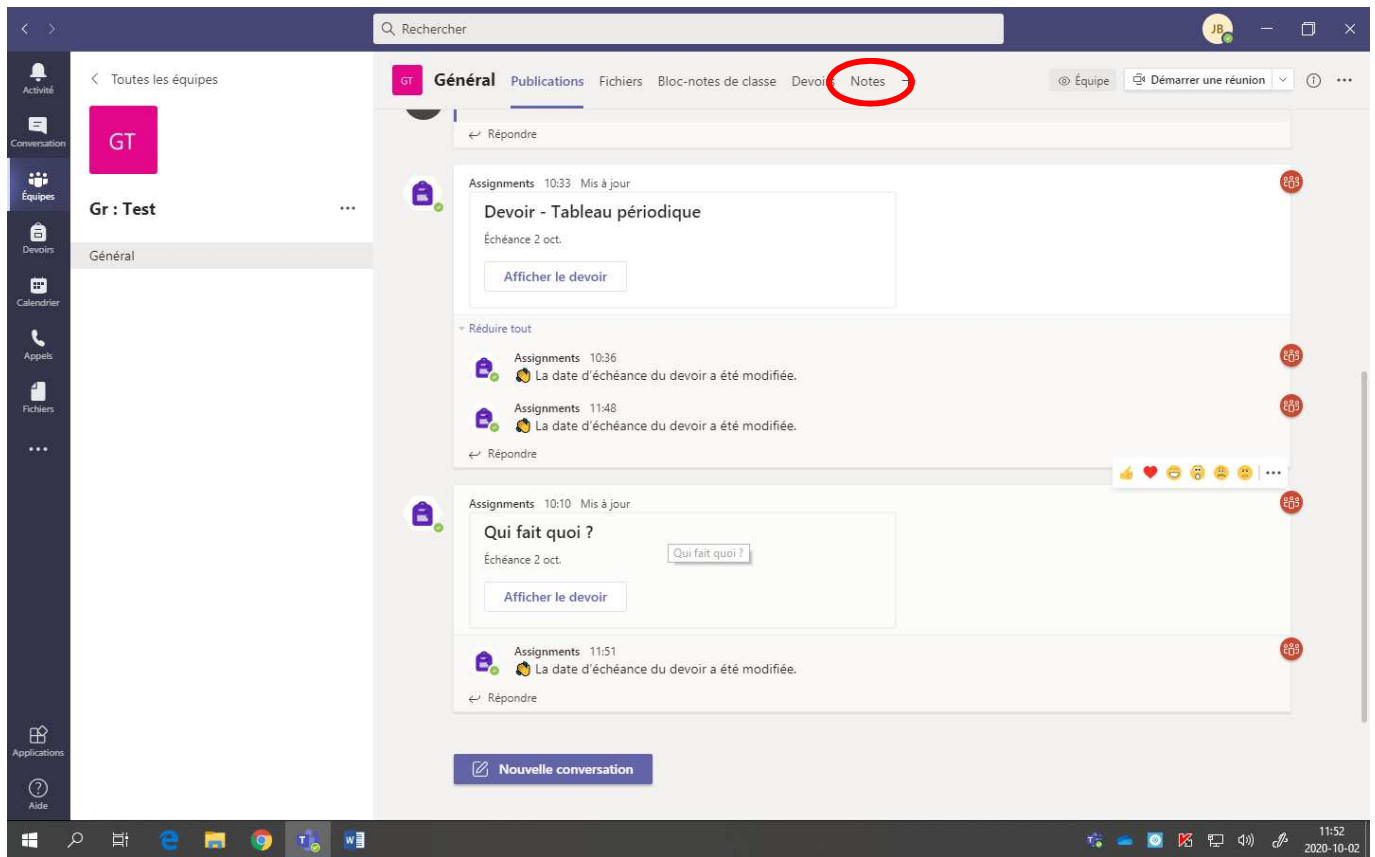 Rechercher
JB
Activité
Conversation
Équipes
Devoirs
Calendrier
Appels
Fichiers
Applications
Aide
Toutes les équipes
GT
Gr : Test
Général
GT Général Publications Fichiers Bloc-notes de classe Devoirs Notes
Équipe Démarrer une réunion
Répondre
Assignments 10:33 Mis à jour
Devoir - Tableau périodique
Échéance 2 oct.
Afficher le devoir
Réduire tout
Assignments 10:36
La date d'échéance du devoir a été modifiée.
Assignments 11:48
La date d'échéance du devoir a été modifiée.
Répondre
Assignments 10:10 Mis à jour
Qui fait quoi ?
Échéance 2 oct.
Qui fait quoi ?
Afficher le devoir
Assignments 11:51
La date d'échéance du devoir a été modifiée.
Répondre
Nouvelle conversation
11:52
2020-10-02